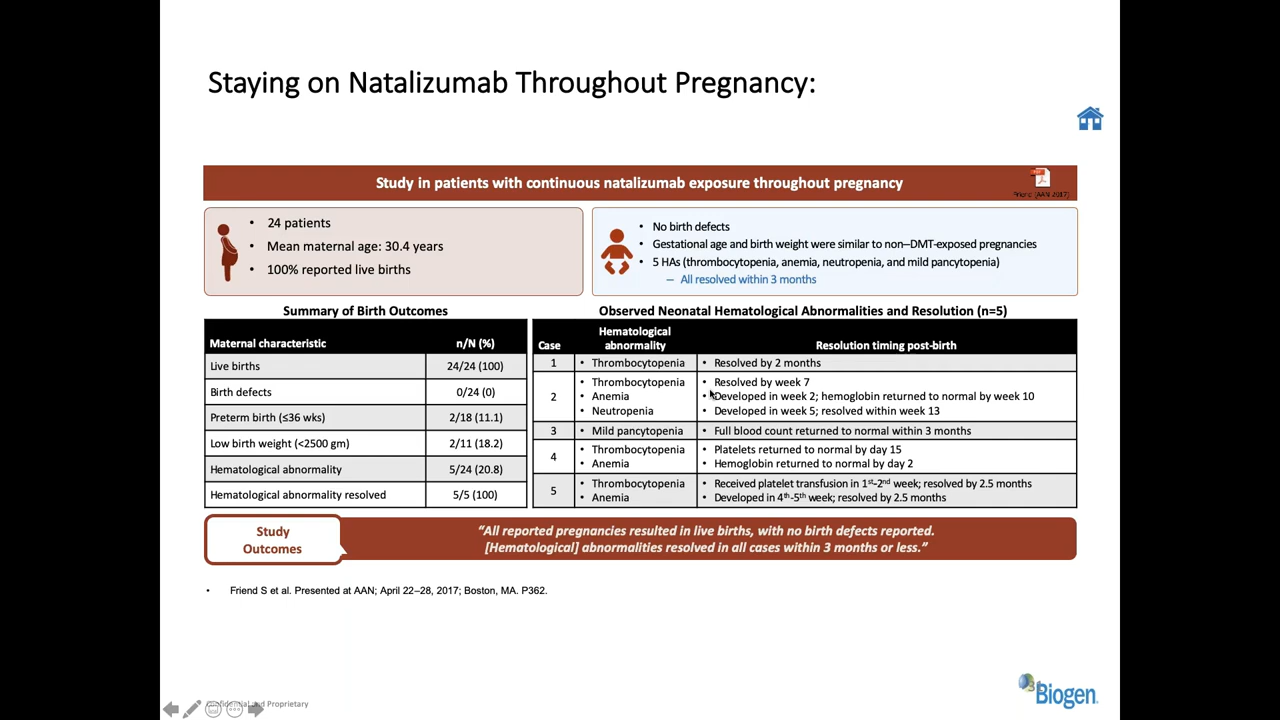 Staying on Natalizumab Throughout Pregnancy:
Study in patients with continuous natalizumab exposure throughout pregnancy
Friend (AAN 2017)
• 24 patients
• Mean maternal age: 30.4 years
• 100% reported live births
• No birth defects
• Gestational age and birth weight were similar to non–DMT-exposed pregnancies
• 5 HAs (thrombocytopenia, anemia, neutropenia, and mild pancytopenia)
– All resolved within 3 months
Summary of Birth Outcomes
Maternal characteristic n/N (%)
Live births 24/24 (100)
Birth defects 0/24 (0)
Preterm birth (≤36 wks) 2/18 (11.1)
Low birth weight (<2500 gm) 2/11 (18.2)
Hematological abnormality 5/24 (20.8)
Hematological abnormality resolved 5/5 (100)
Observed Neonatal Hematological Abnormalities and Resolution (n=5)
Case Hematological abnormality Resolution timing post-birth
1 • Thrombocytopenia • Resolved by 2 months
2 • Thrombocytopenia • Resolved by week 7
• Anemia • Developed in week 2; hemoglobin returned to normal by week 10
• Neutropenia • Developed in week 5; resolved within week 13
3 • Mild pancytopenia • Full blood count returned to normal within 3 months
4 • Thrombocytopenia • Platelets returned to normal by day 15
• Anemia • Hemoglobin returned to normal by day 2
5 • Thrombocytopenia • Received platelet transfusion in 1st-2nd week; resolved by 2.5 months
• Anemia • Developed in 4th-5th week; resolved by 2.5 months
Study
Outcomes
“All reported pregnancies resulted in live births, with no birth defects reported.
[Hematological] abnormalities resolved in all cases within 3 months or less.”
• Friend S et al. Presented at AAN; April 22–28, 2017; Boston, MA. P362.
Confidential and Proprietary
Biogen.